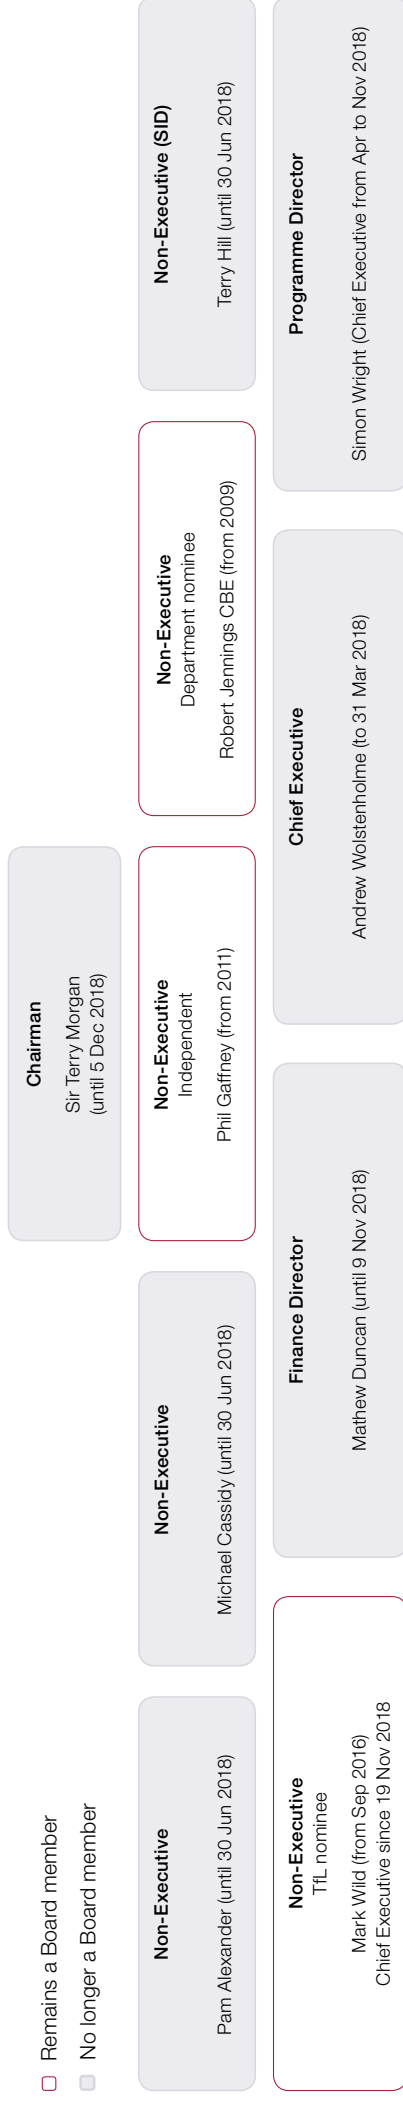 Remains a Board member
No longer a Board member
Chairman
Sir Terry Morgan
(until 5 Dec 2018)
Non-Executive
Pam Alexander (until 30 Jun 2018)
Non-Executive
Michael Cassidy (until 30 Jun 2018)
Non-Executive
Independent
Phil Gaffney (from 2011)
Non-Executive
Department nominee
Robert Jennings CBE (from 2009)
Non-Executive (SID)
Terry Hill (until 30 Jun 2018)
Non-Executive
TfL nominee
Mark Wild (from Sep 2016)
Chief Executive since 19 Nov 2018
Finance Director
Mathew Duncan (until 9 Nov 2018)
Chief Executive
Andrew Wolstenholme (to 31 Mar 2018)
Programme Director
Simon Wright (Chief Executive from Apr to Nov 2018)